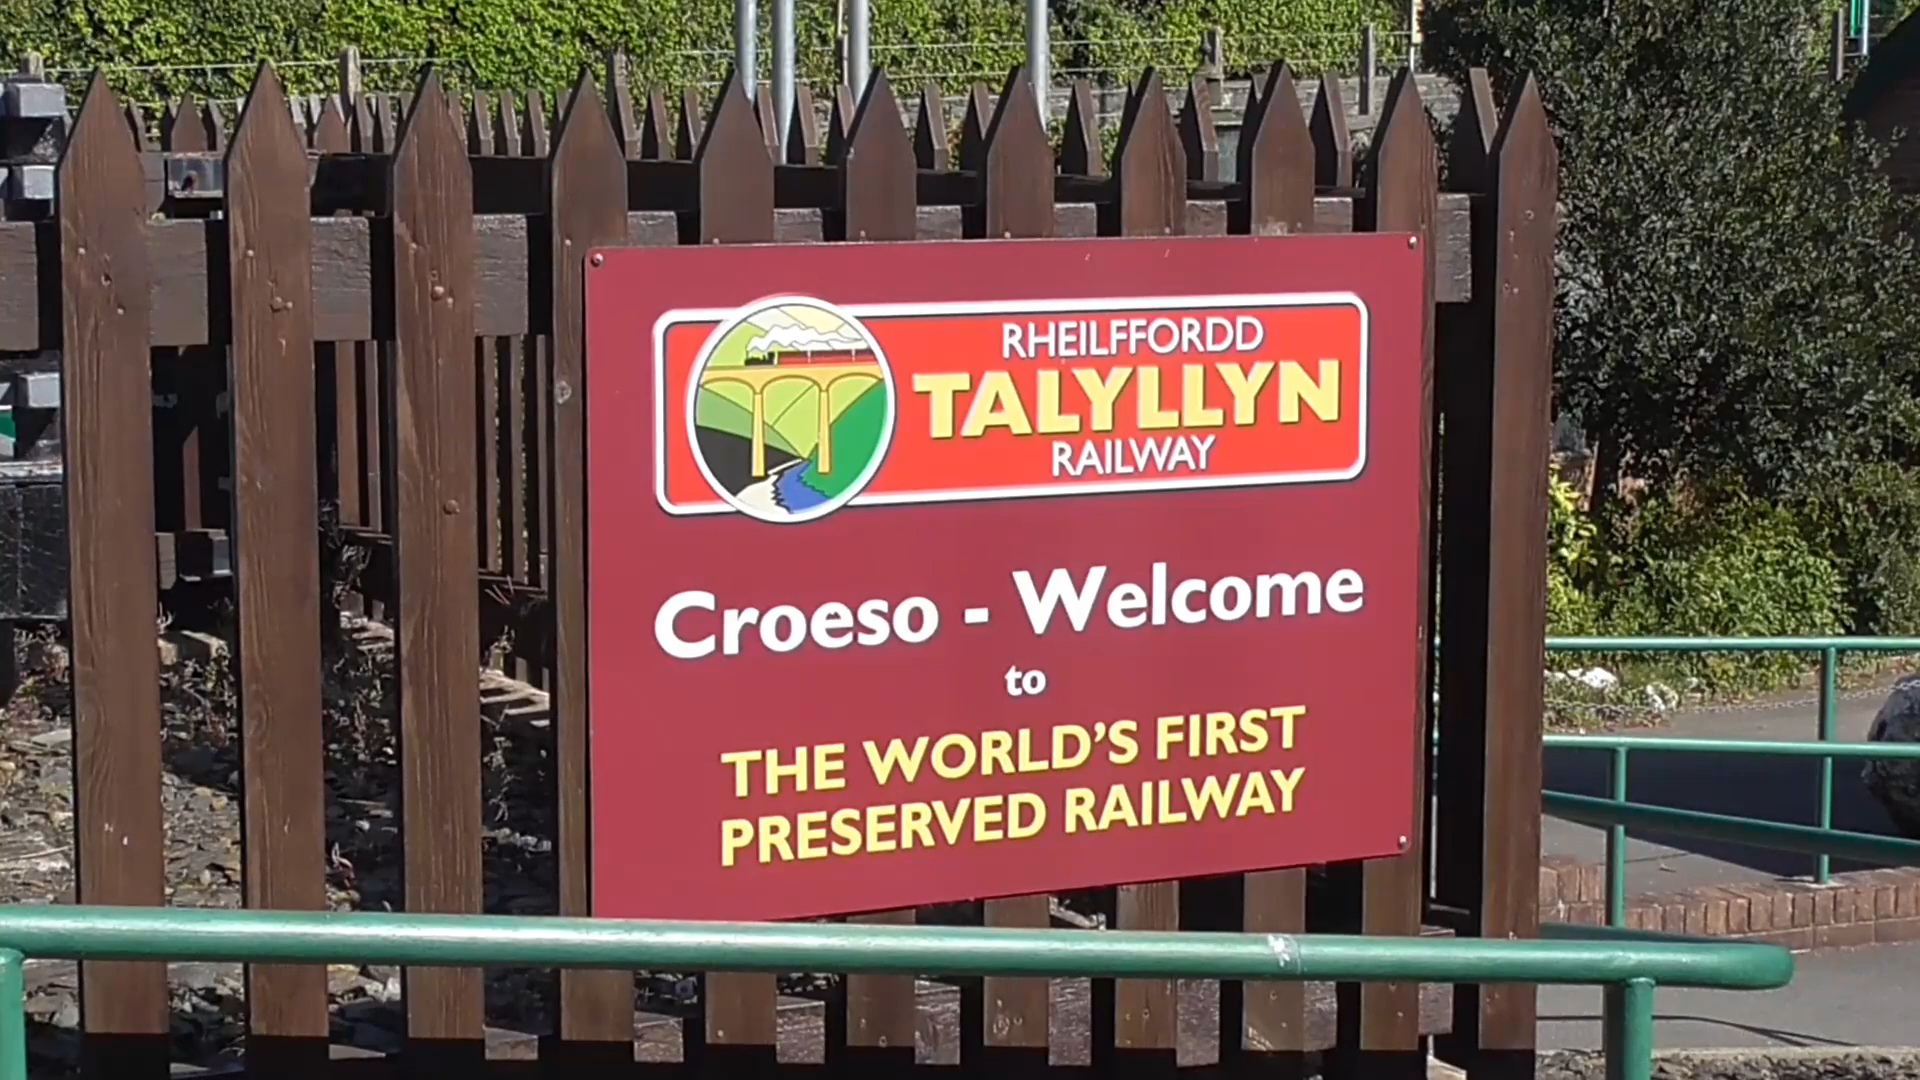 RHEILFFORDD
TALYLLYN
RAILWAY
Croeso - Welcome
to
THE WORLD'S FIRST
PRESERVED RAILWAY